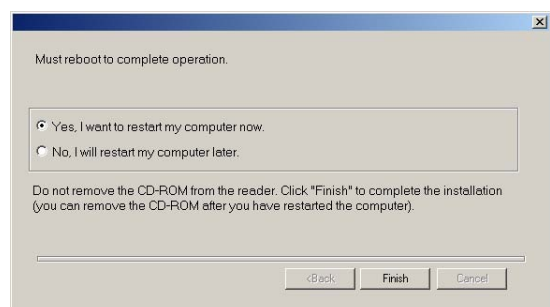 Must reboot to complete operation.
Yes, I want to restart my computer now.
No, I will restart my computer later.
Do not remove the CD-ROM from the reader. Click "Finish" to complete the installation
(you can remove the CD-ROM after you have restarted the computer).
<Back Finish Cancel